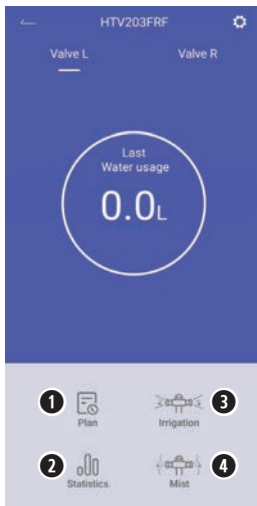 HTV203FRF
Valve L
Valve R
Last
Water usage
0.0L
1
Plan
3
Irrigation
2
Statistics
4
Mist